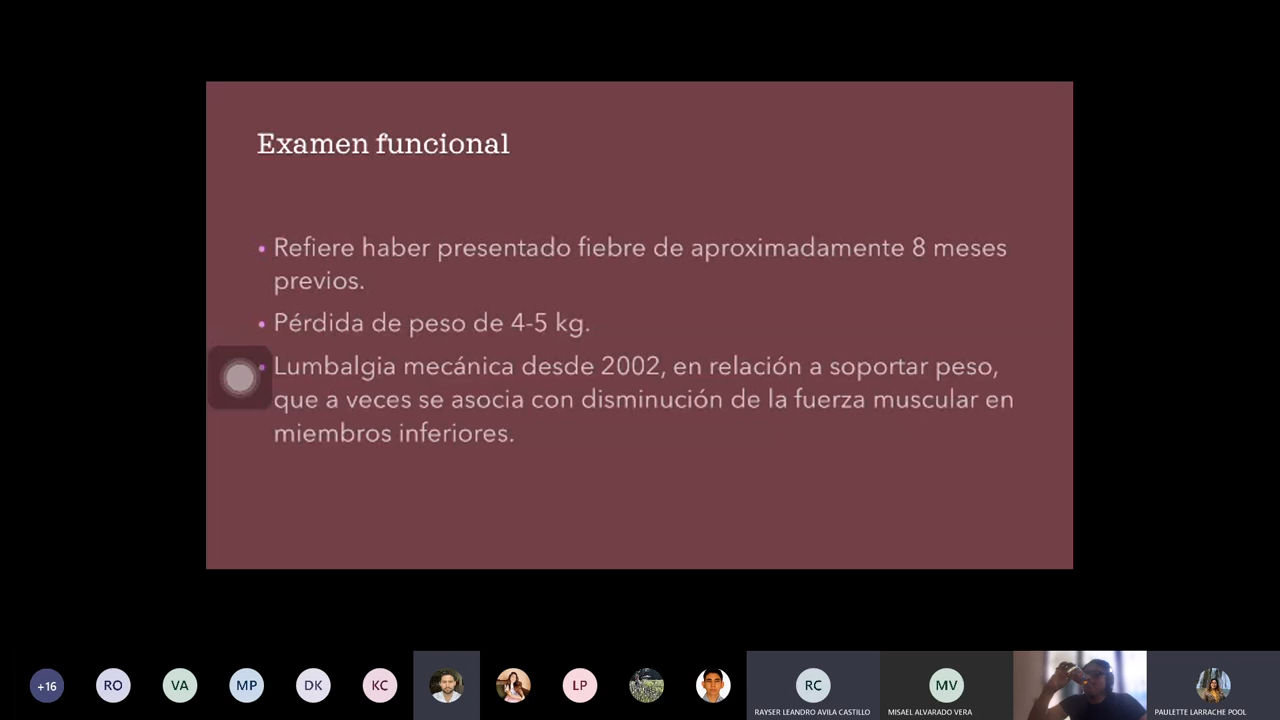 Examen funcional
• Refiere haber presentado fiebre de aproximadamente 8 meses
previos.
• Pérdida de peso de 4-5 kg.
• Lumbalgia mecánica desde 2002, en relación a soportar peso,
que a veces se asocia con disminución de la fuerza muscular en
miembros inferiores.
+16
RO
VA
MP
DK
KC
LP
RC
MV
RAYSER LEANDRO AVILA CASTILLO
MISAEL ALVARADO VERA
PAULETTE LARRACHE POOL